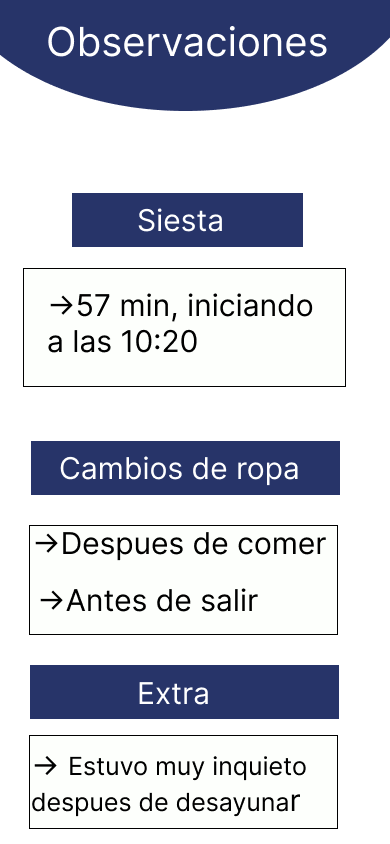 Observaciones
Siesta
→57 min, iniciando
a las 10:20
Cambios de ropa
→Despues de comer
→Antes de salir
Extra
→ Estuvo muy inquieto
despues de desayunar